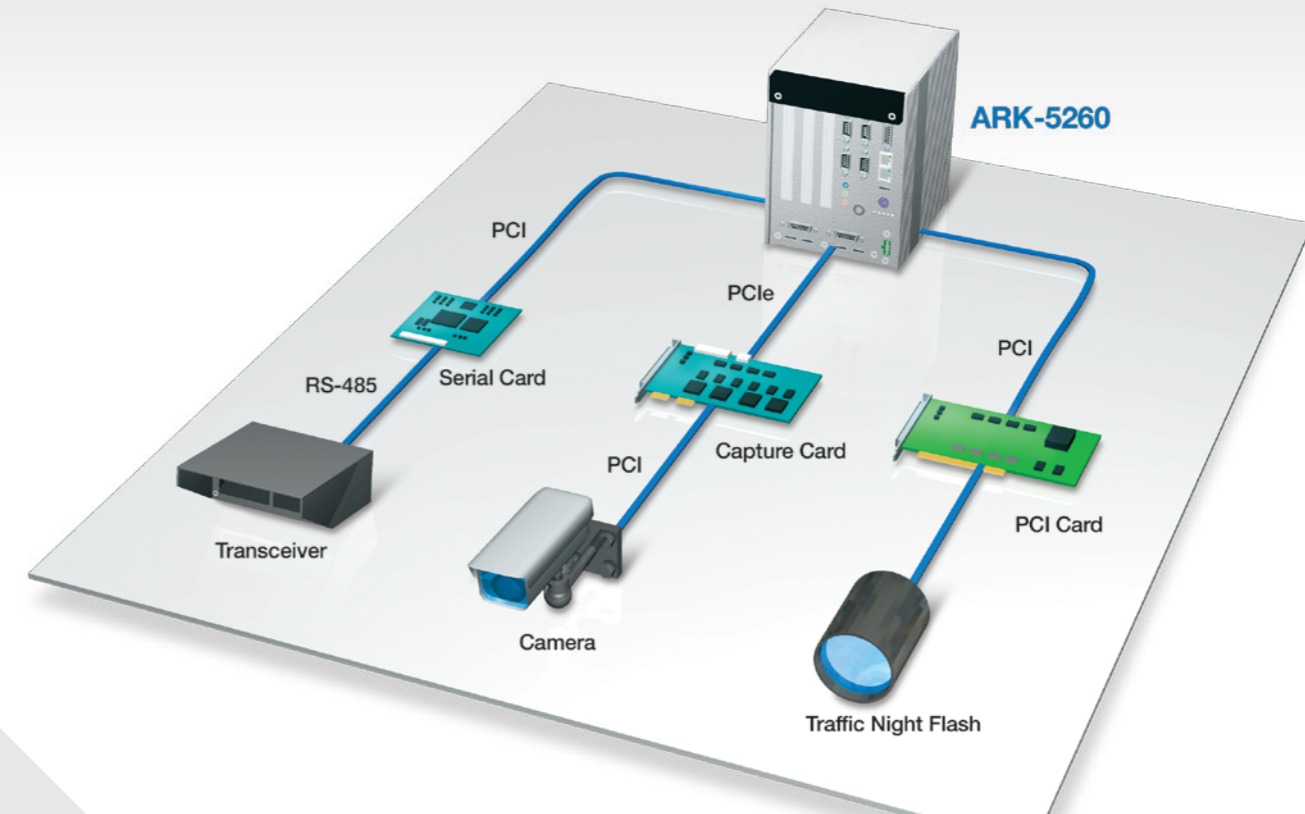 ARK-5260
PCI
PCIe
PCI
RS-485
Serial Card
Capture Card
PCI
PCI Card
Transceiver
Camera
Traffic Night Flash